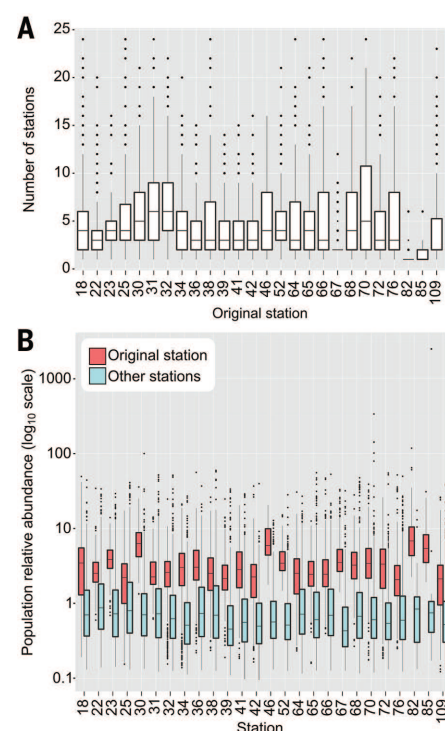 A
25
20
15
10
5
0
Number of stations
18 22 23 25 30 31 32 34 36 38 39 41 42 46 52 64 65 66 67 68 70 72 76 82 85 109
Original station
B
Original station
Other stations
1000
100
10
1
0.1
Population relative abundance (log10 scale)
18 22 23 25 30 31 32 34 36 38 39 41 42 46 52 64 65 66 67 68 70 72 76 82 85 109
Station